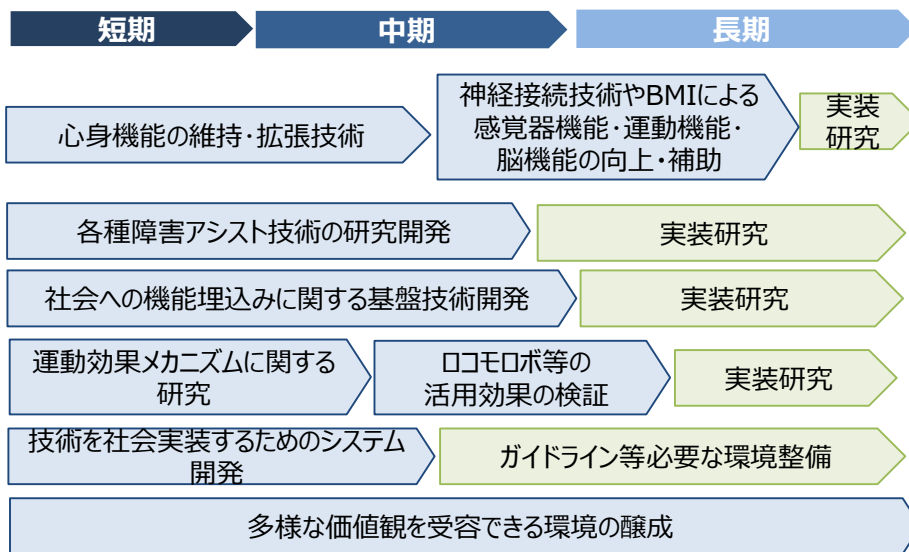 短期
中期
長期
心身機能の維持・拡張技術
神経接続技術やBMIによる
感覚器機能・運動機能・
脳機能の向上・補助
実装
研究
各種障害アシスト技術の研究開発
実装研究
社会への機能埋込みに関する基盤技術開発
実装研究
運動効果メカニズムに関する
研究
ロコモロボ等の
活用効果の検証
実装研究
技術を社会実装するためのシステム
開発
ガイドライン等必要な環境整備
多様な価値観を受容できる環境の醸成